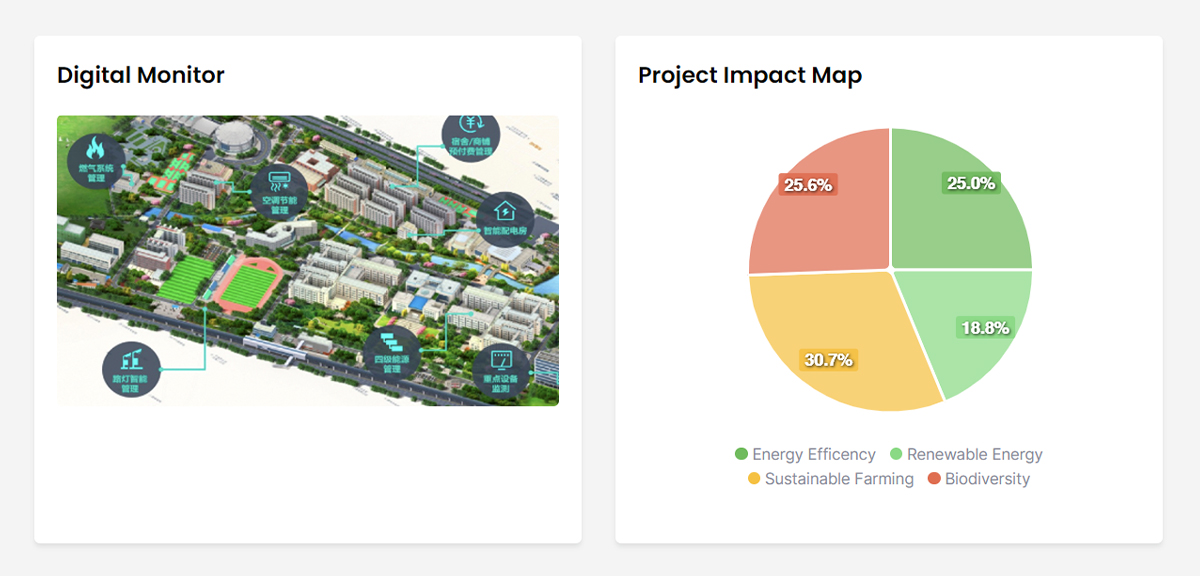 Digital Monitor
燃气系统
管理
空调节能
管理
宿舍/商铺
预付费管理
智能配电房
路灯智能
管理
四级能源
管理
重点设备
监测
Project Impact Map
25.6%
25.0%
18.8%
30.7%
Energy Efficency
Renewable Energy
Sustainable Farming
Biodiversity